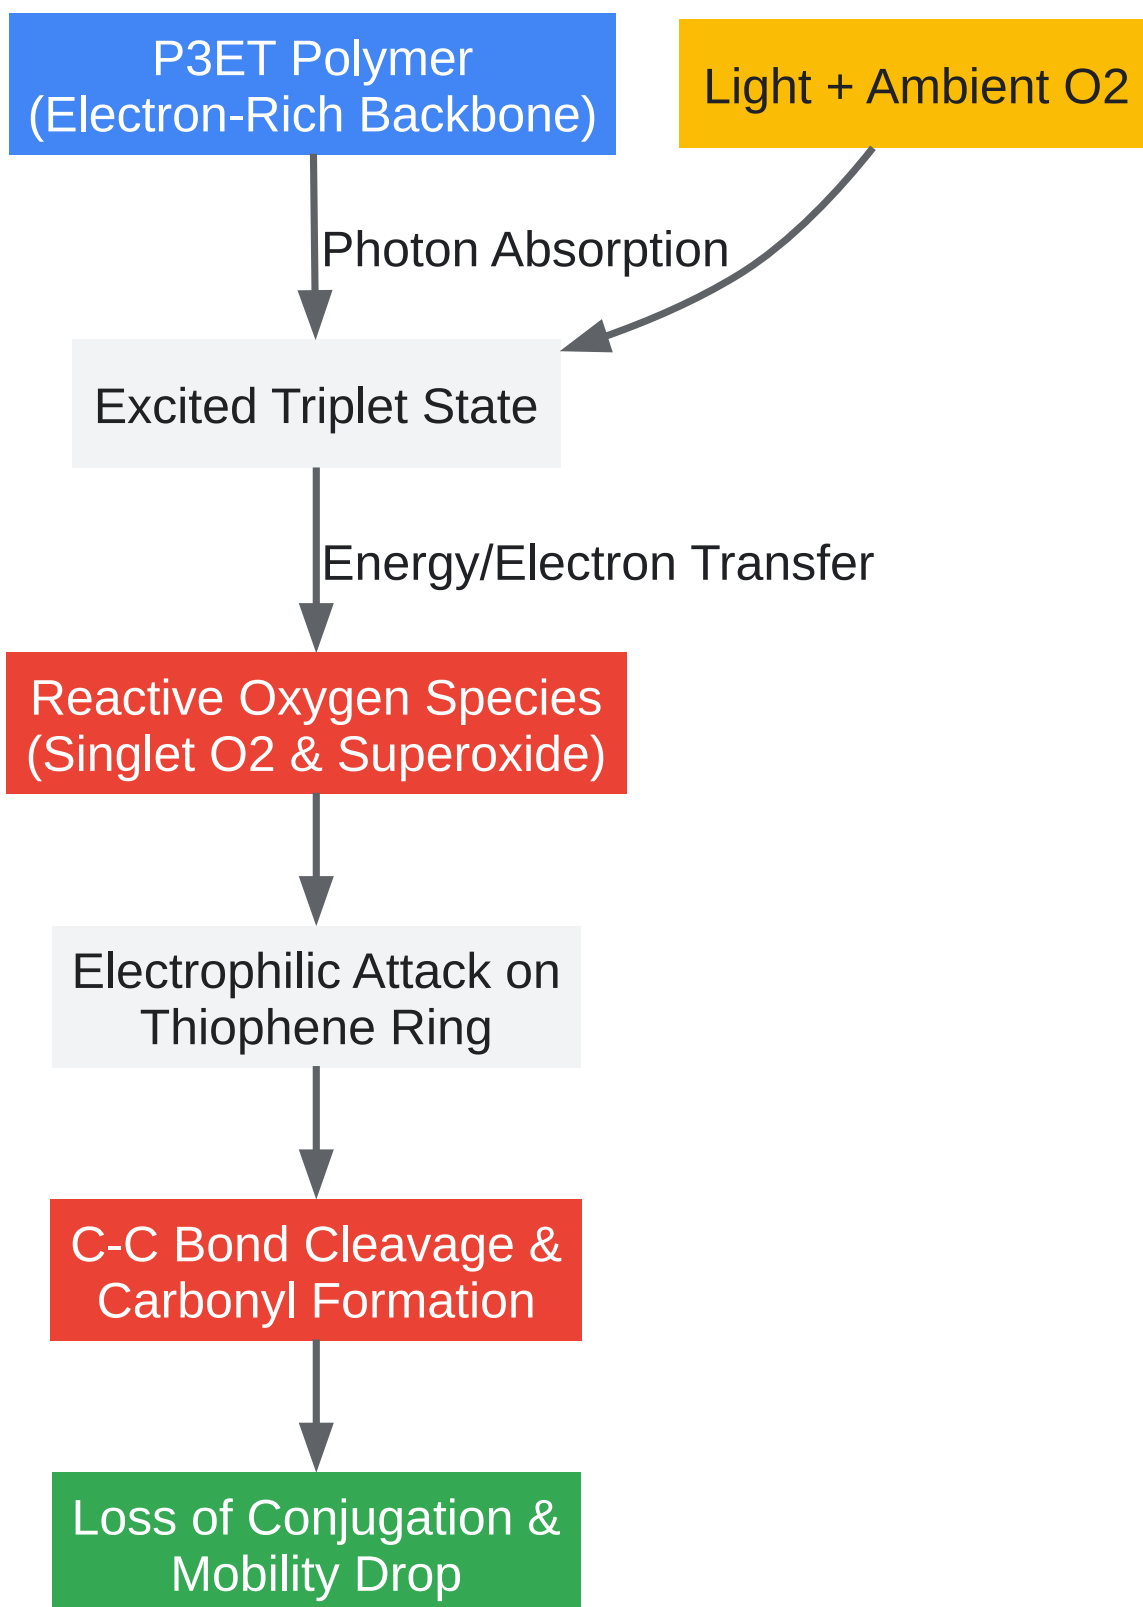 P3ET Polymer
(Electron-Rich Backbone)
Light + Ambient O2
Photon Absorption
Excited Triplet State
Energy/Electron Transfer
Reactive Oxygen Species
(Singlet O2 & Superoxide)
Electrophilic Attack on
Thiophene Ring
C-C Bond Cleavage &
Carbonyl Formation
Loss of Conjugation &
Mobility Drop